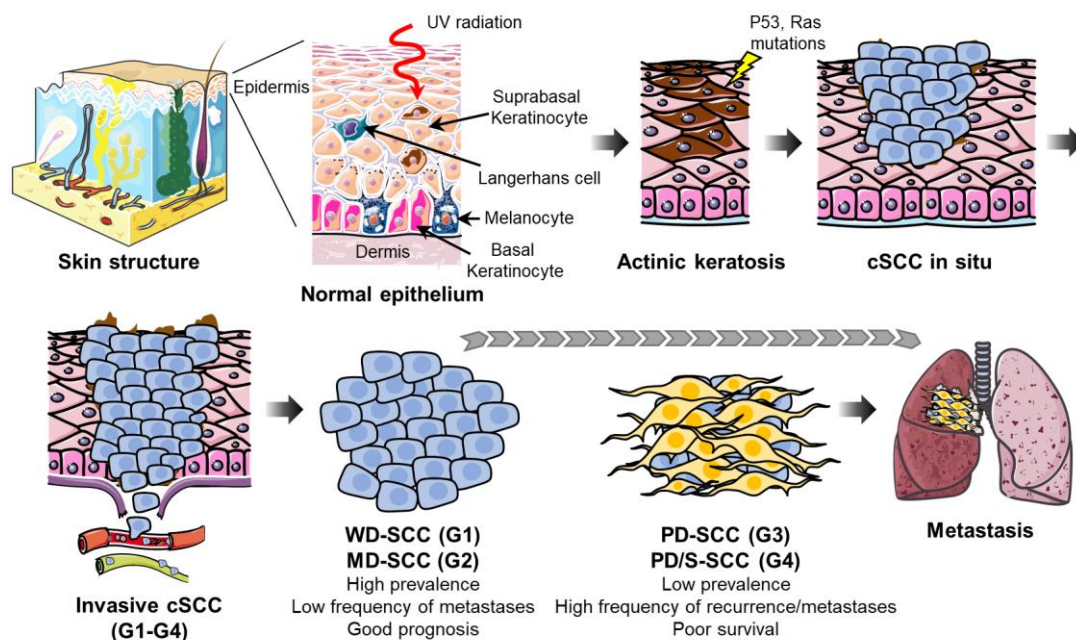 UV radiation
P53, Ras
mutations
Epidermis
Suprabasal
Keratinocyte
Langerhans cell
Melanocyte
Basal
Keratinocyte
Dermis
Skin structure
Normal epithelium
Actinic keratosis
cSCC in situ
Invasive cSCC
(G1-G4)
WD-SCC (G1)
MD-SCC (G2)
High prevalence
Low frequency of metastases
Good prognosis
PD-SCC (G3)
PD/S-SCC (G4)
Low prevalence
High frequency of recurrence/metastases
Poor survival
Metastasis